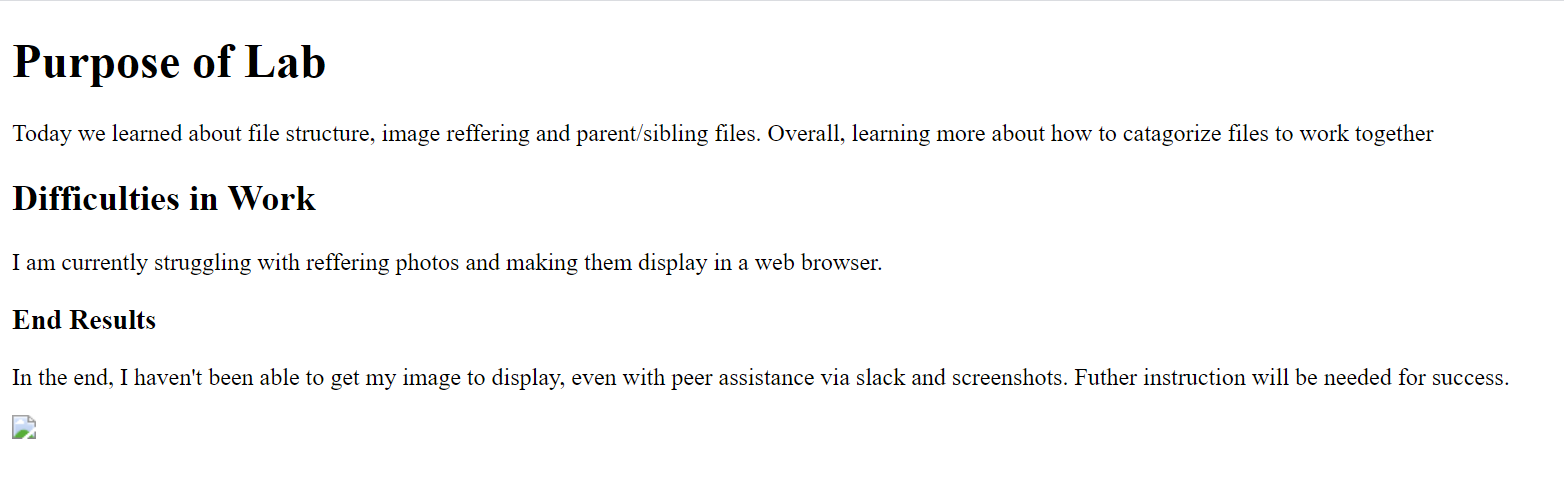 Purpose of Lab
Today we learned about file structure, image reffering and parent/sibling files. Overall, learning more about how to catagorize files to work together
Difficulties in Work
I am currently struggling with reffering photos and making them display in a web browser.
End Results
In the end, I haven't been able to get my image to display, even with peer assistance via slack and screenshots. Futher instruction will be needed for success.